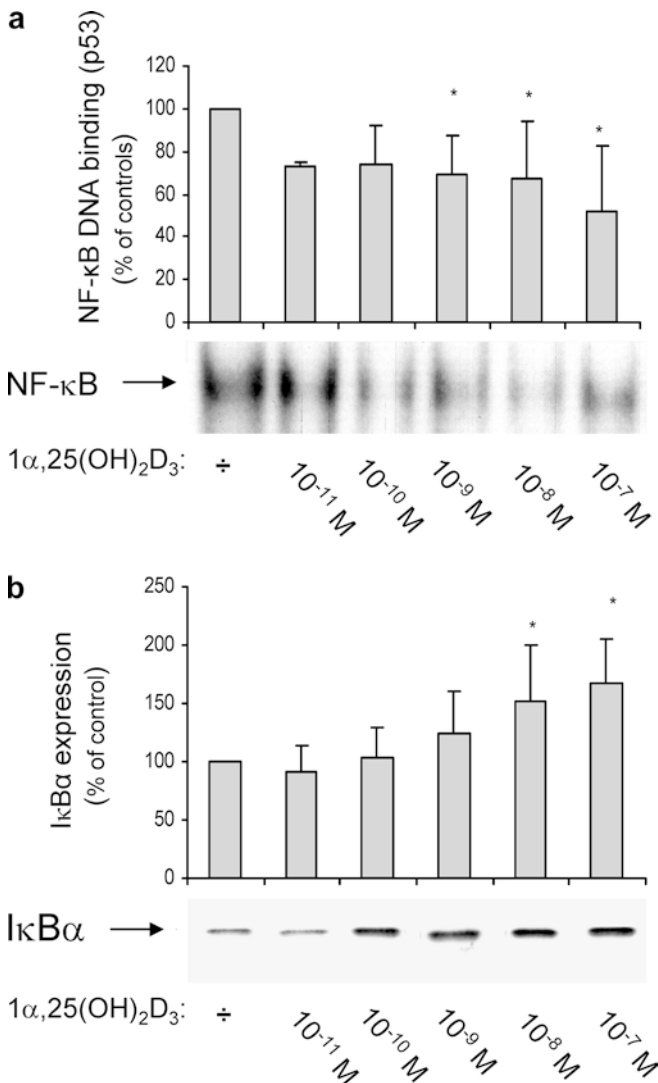 a
NF-κB DNA binding (p53)
(% of controls)
120
100
80
60
40
20
0
* * *
NF-κB
1α,25(OH)₂D₃: ÷ 10⁻¹¹ M 10⁻¹⁰ M 10⁻⁹ M 10⁻⁸ M 10⁻⁷ M
b
IκBα expression
(% of control)
250
200
150
100
50
0
* *
IκBα
1α,25(OH)₂D₃: ÷ 10⁻¹¹ M 10⁻¹⁰ M 10⁻⁹ M 10⁻⁸ M 10⁻⁷ M